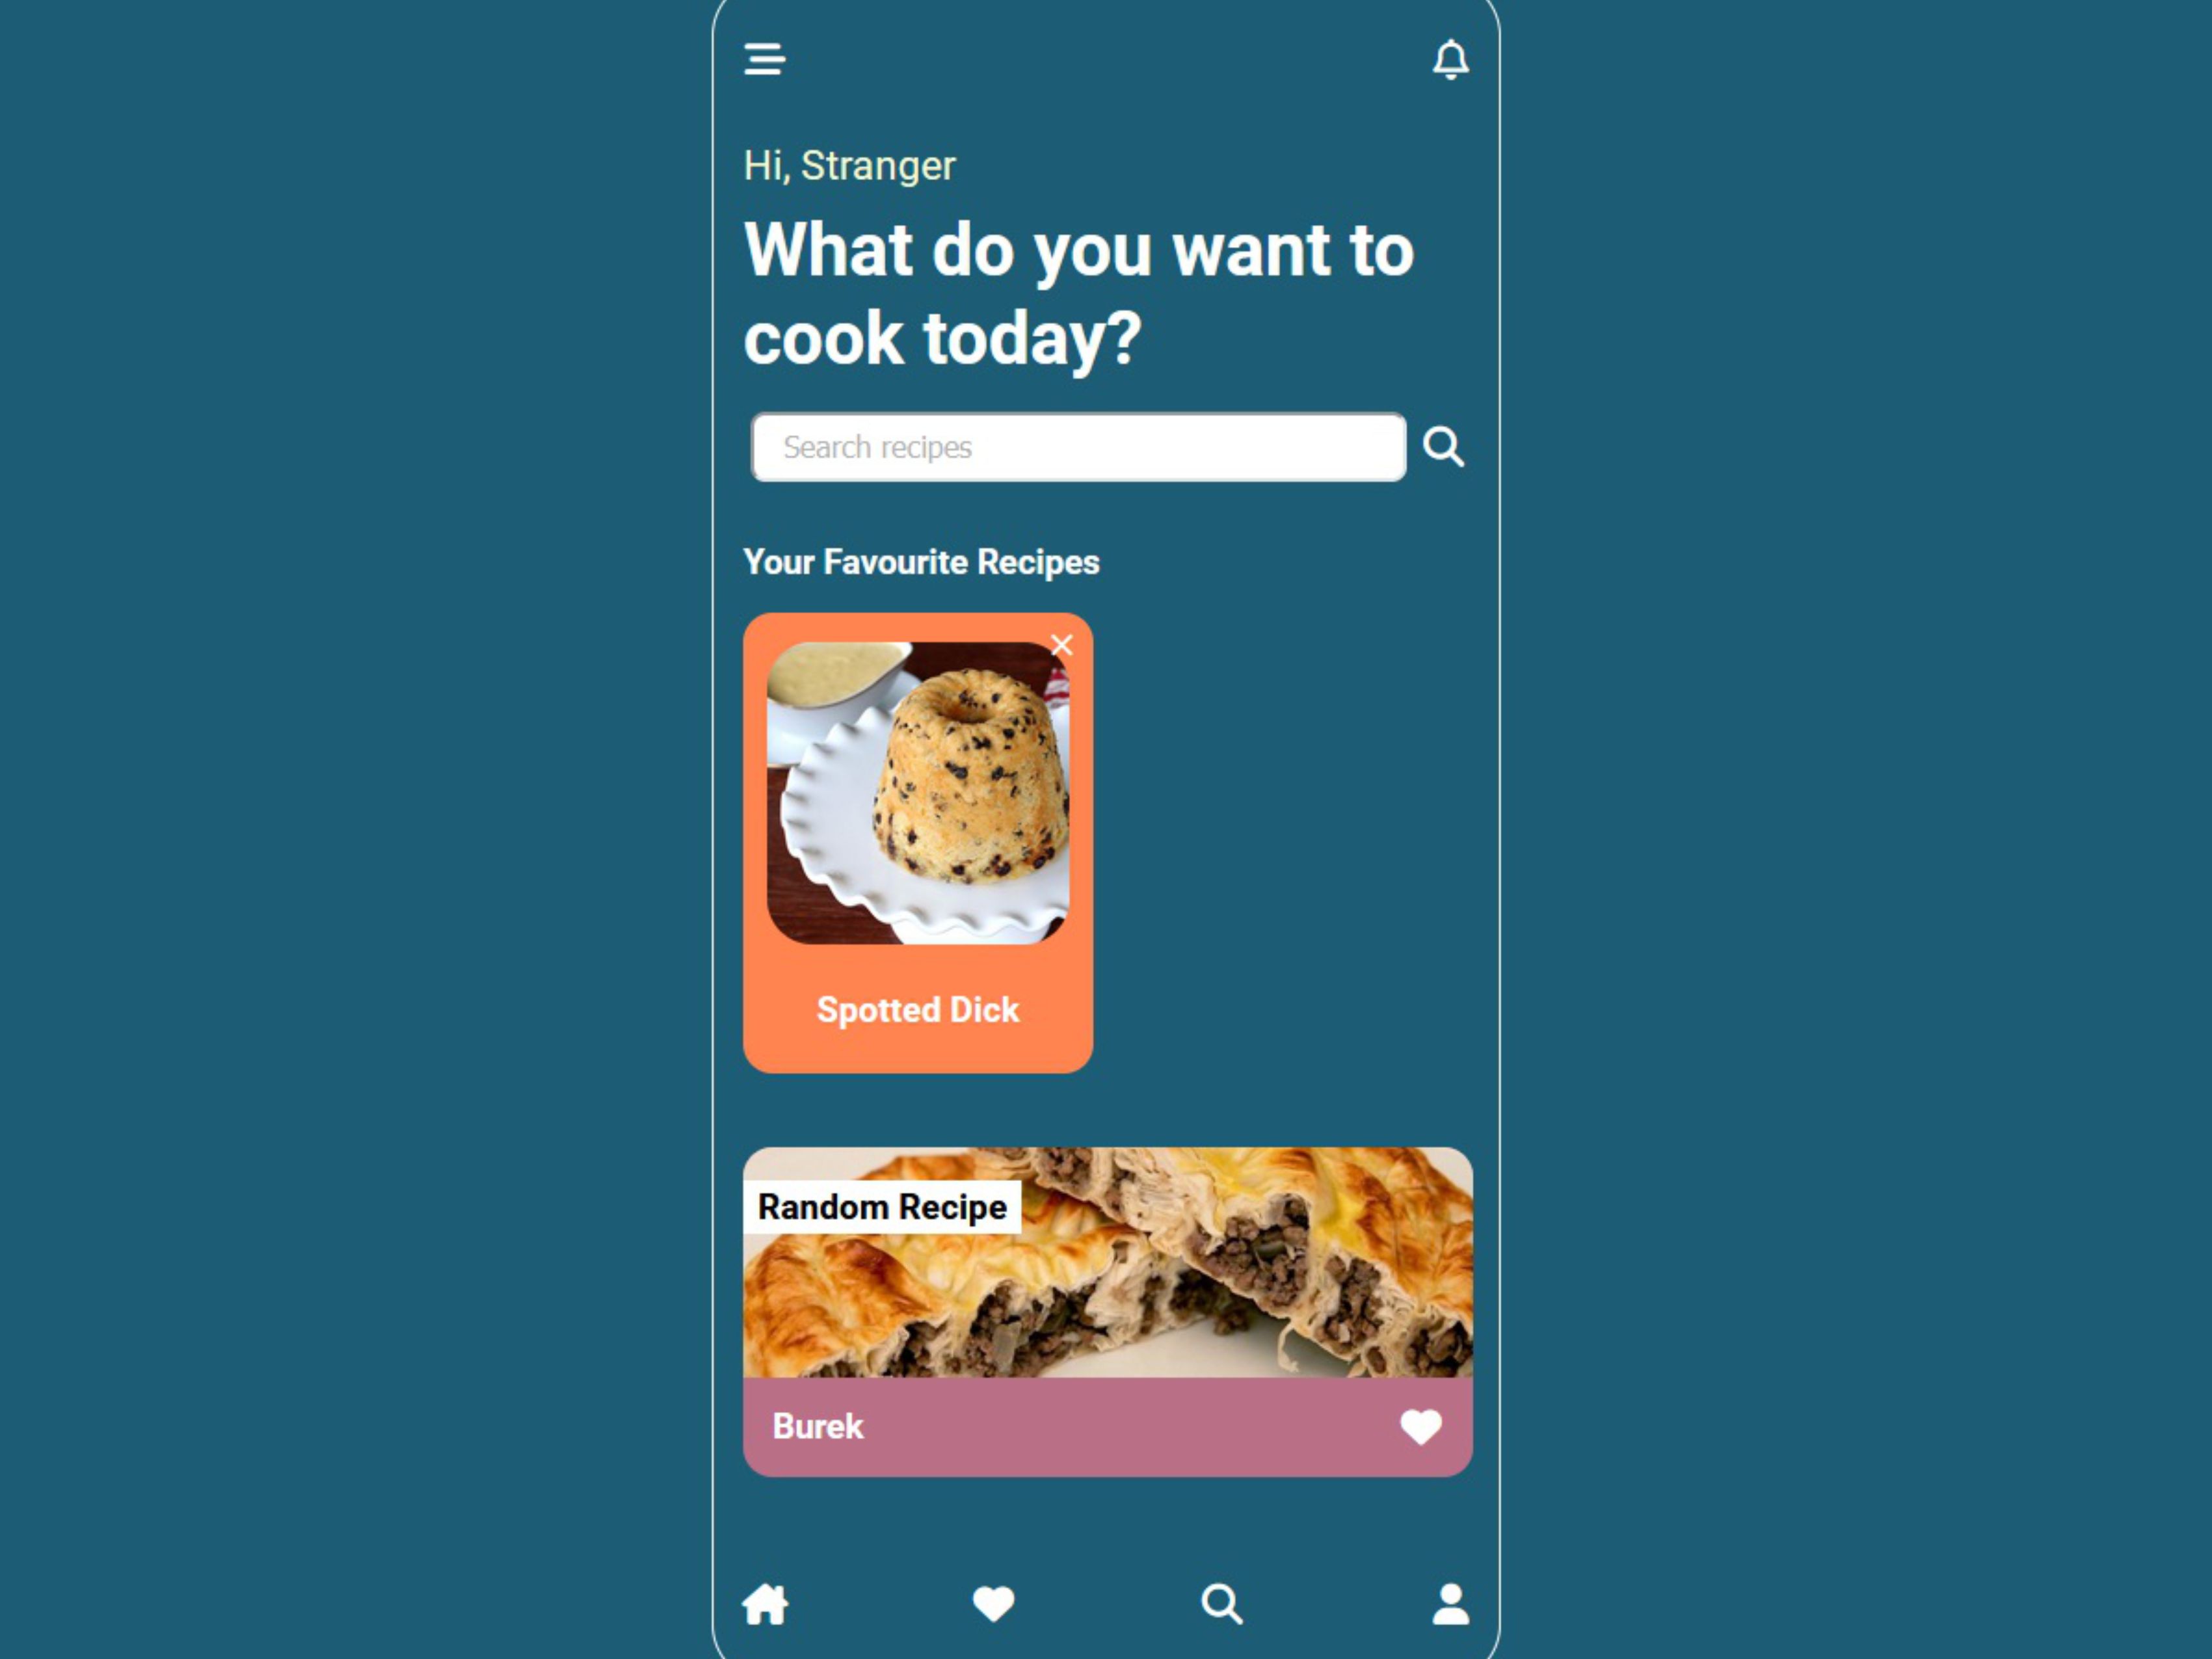 Hi, Stranger
What do you want to
cook today?
Search recipes
Your Favourite Recipes
Spotted Dick
Random Recipe
Burek